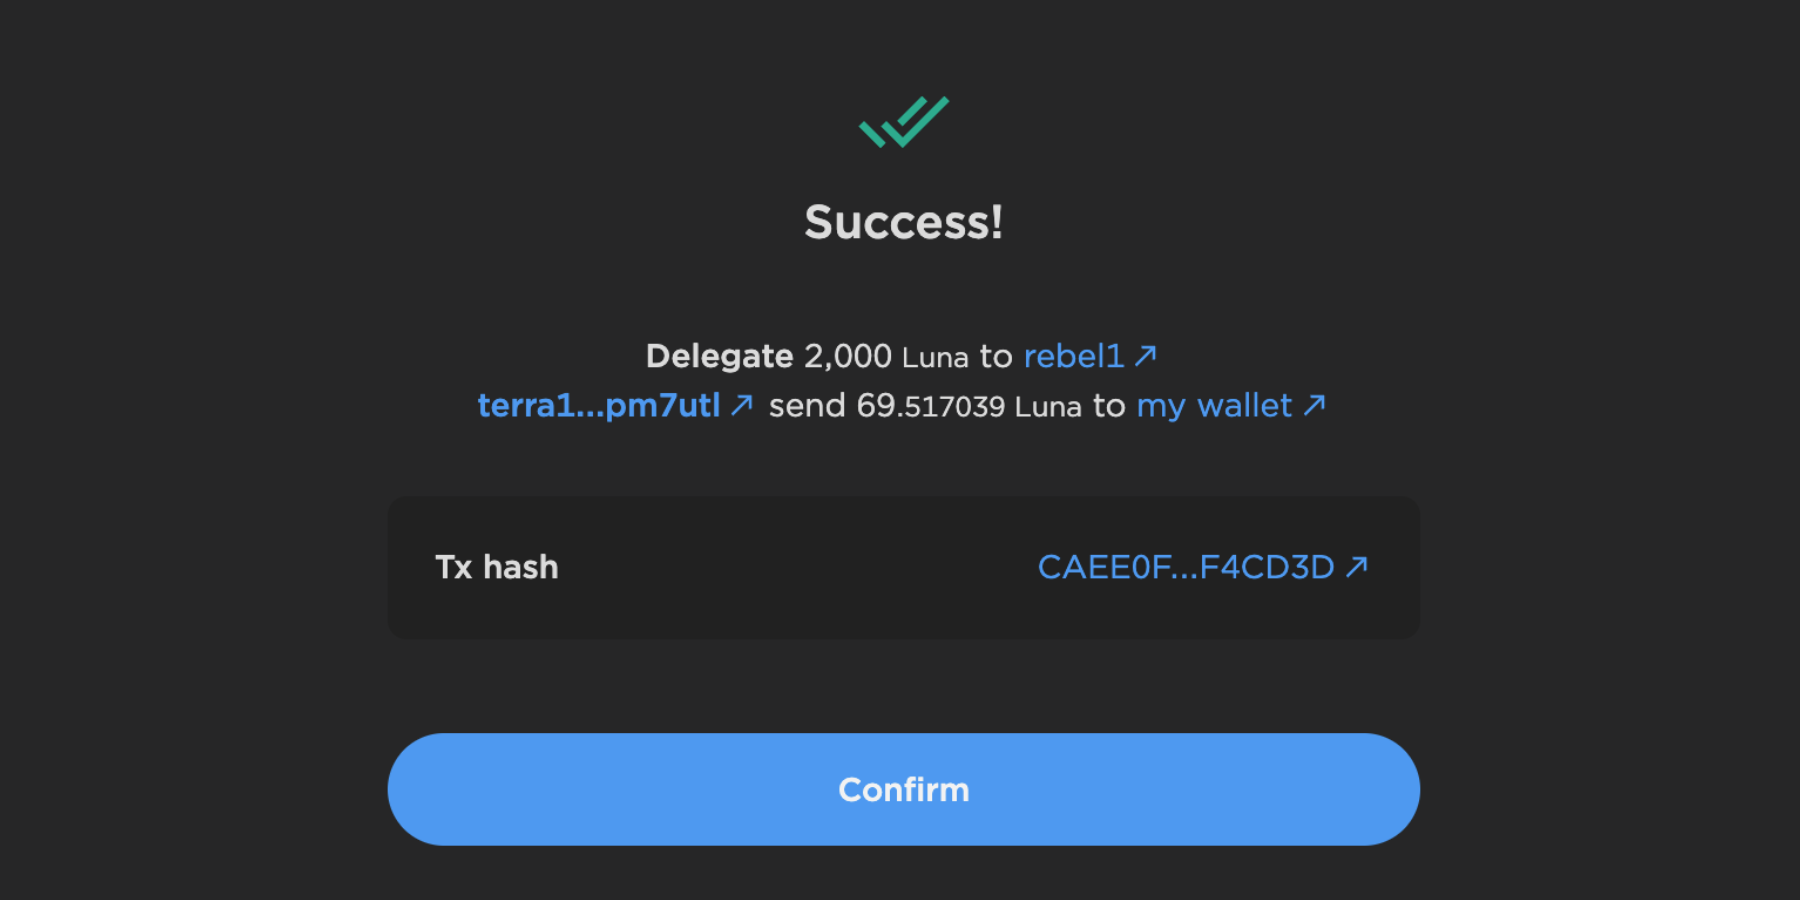 Success!
Delegate 2,000 Luna to rebel1 ↗
terra1...pm7utl ↗ send 69.517039 Luna to my wallet ↗
Tx hash CAEE0F...F4CD3D ↗
Confirm